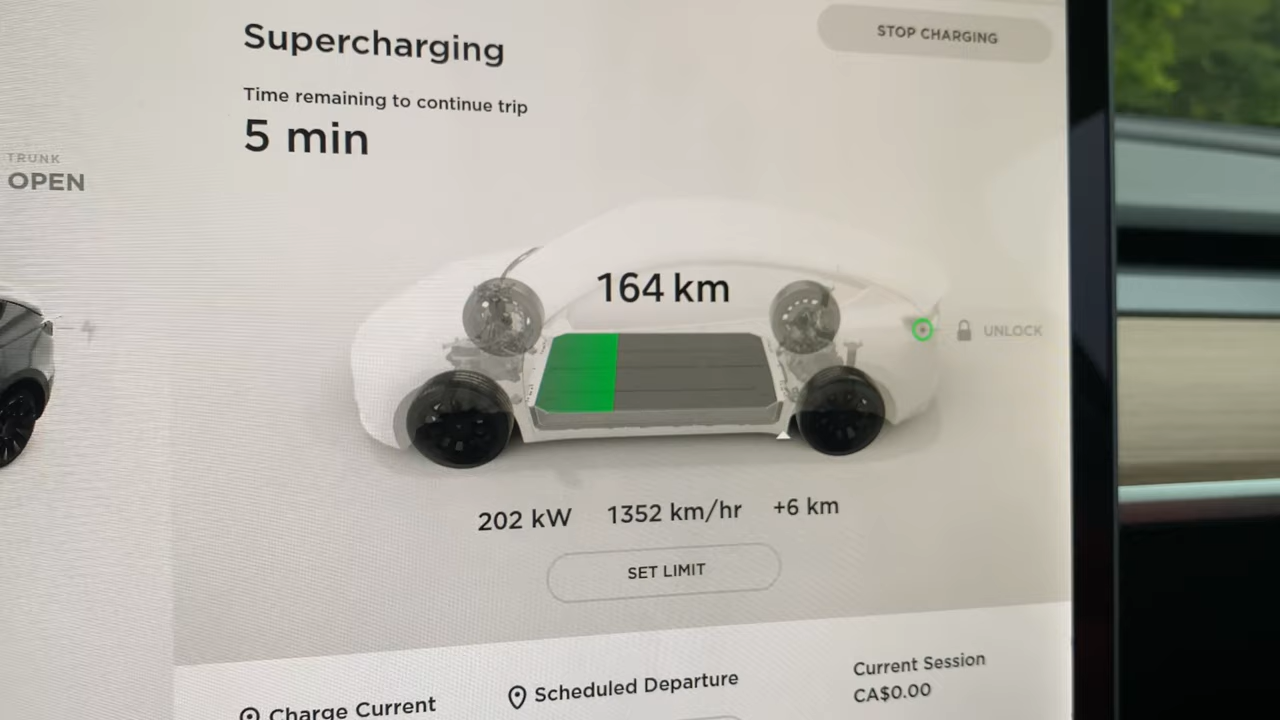 Supercharging
STOP CHARGING
Time remaining to continue trip
5 min
TRUNK
OPEN
164 km
UNLOCK
202 kW 1352 km/hr +6 km
SET LIMIT
Charge Current
Scheduled Departure
Current Session
CA$0.00